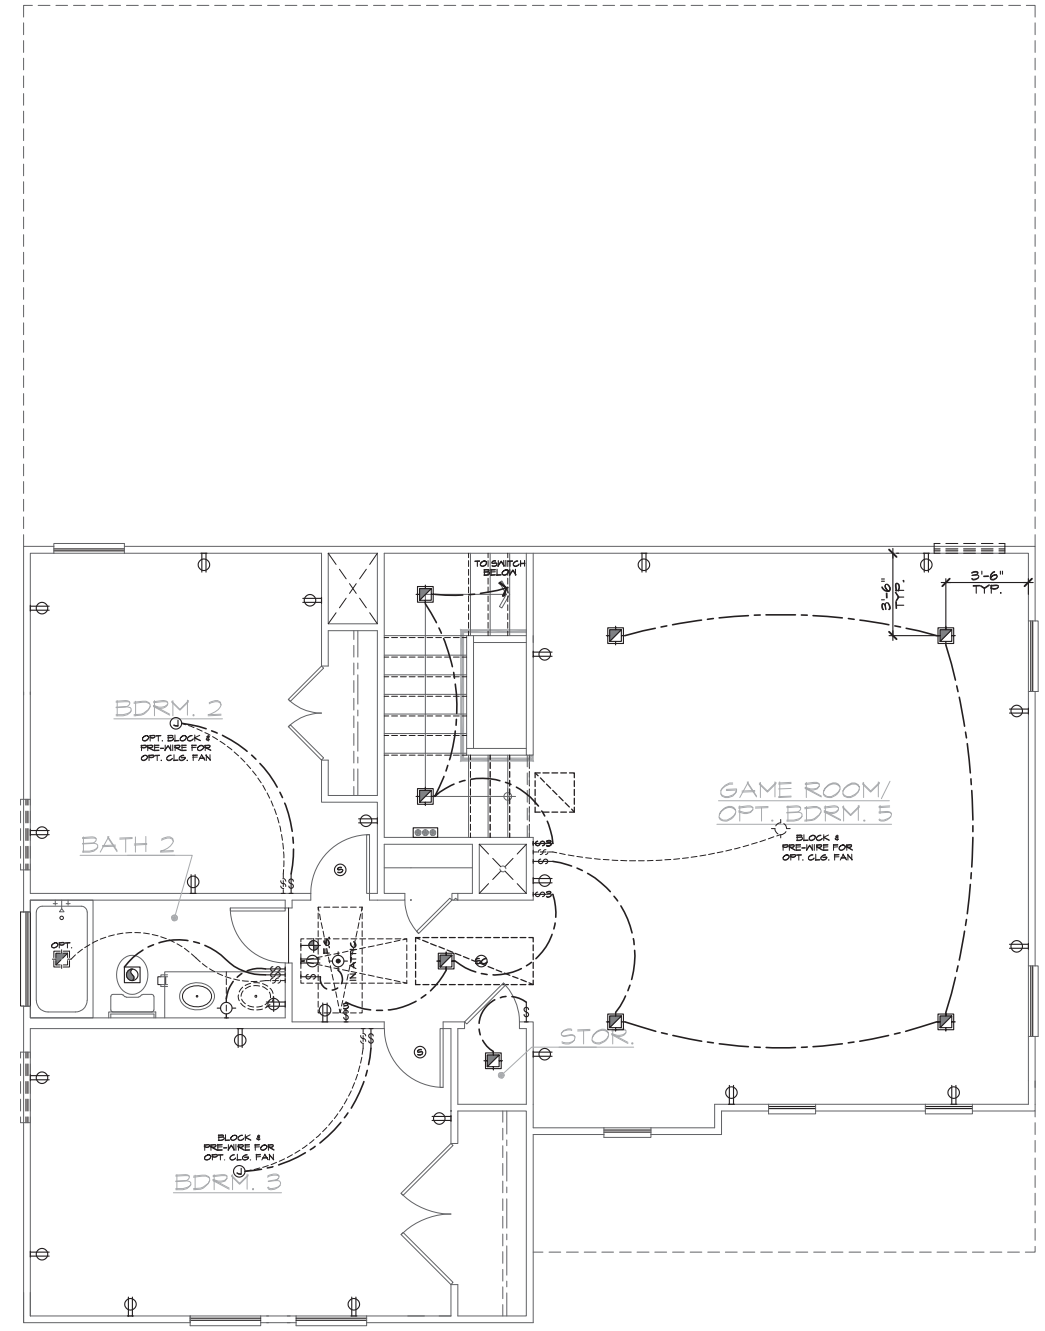 TO SWITCH
BELOW
3'-6"
TYP.
3'-6"
TYP.
BDRM. 2
OPT. BLOCK &
PRE-WIRE FOR
OPT. CLG. FAN
GAME ROOM/
OPT. BDRM. 5
BLOCK &
PRE-WIRE FOR
OPT. CLG. FAN
BATH 2
S
OPT.
IN ATTIC
STOR.
S
BLOCK &
PRE-WIRE FOR
OPT. CLG. FAN
BDRM. 3